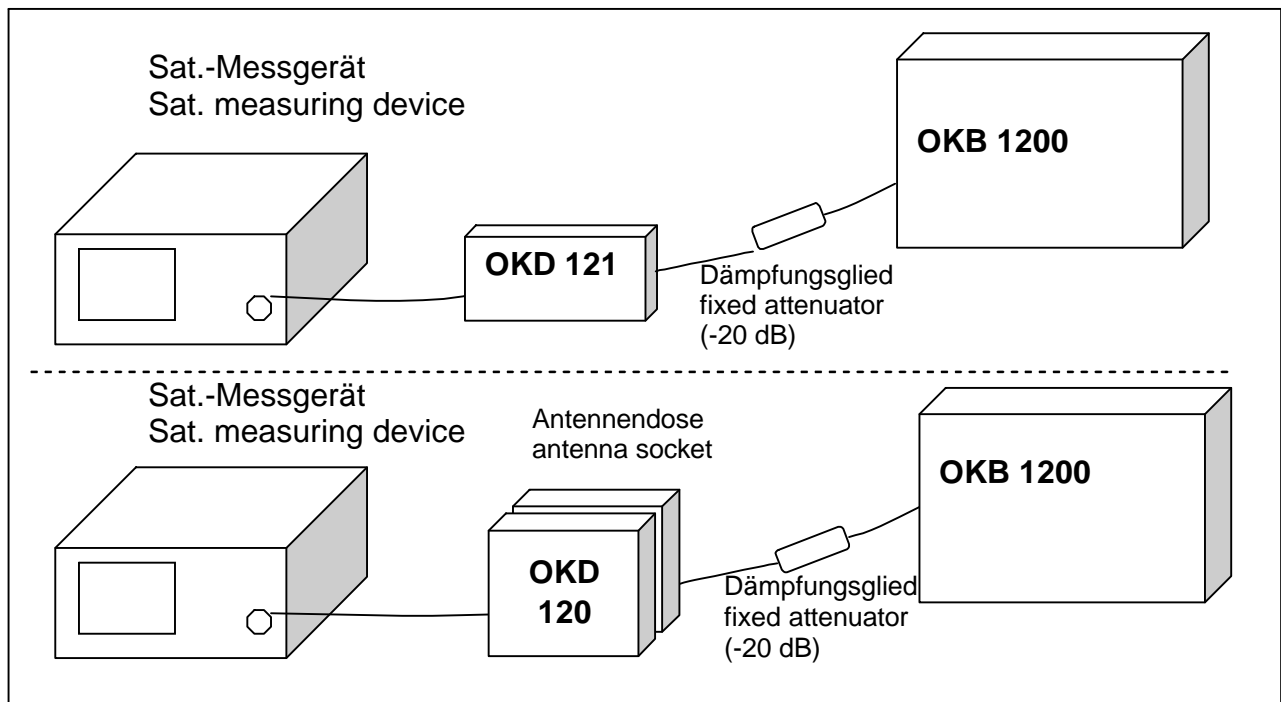 Sat.-Messgerät
Sat. measuring device
OKB 1200
OKD 121
Dämpfungsglied
fixed attenuator
(-20 dB)
Sat.-Messgerät
Sat. measuring device
Antennendose
antenna socket
OKB 1200
OKD
120
Dämpfungsglied
fixed attenuator
(-20 dB)